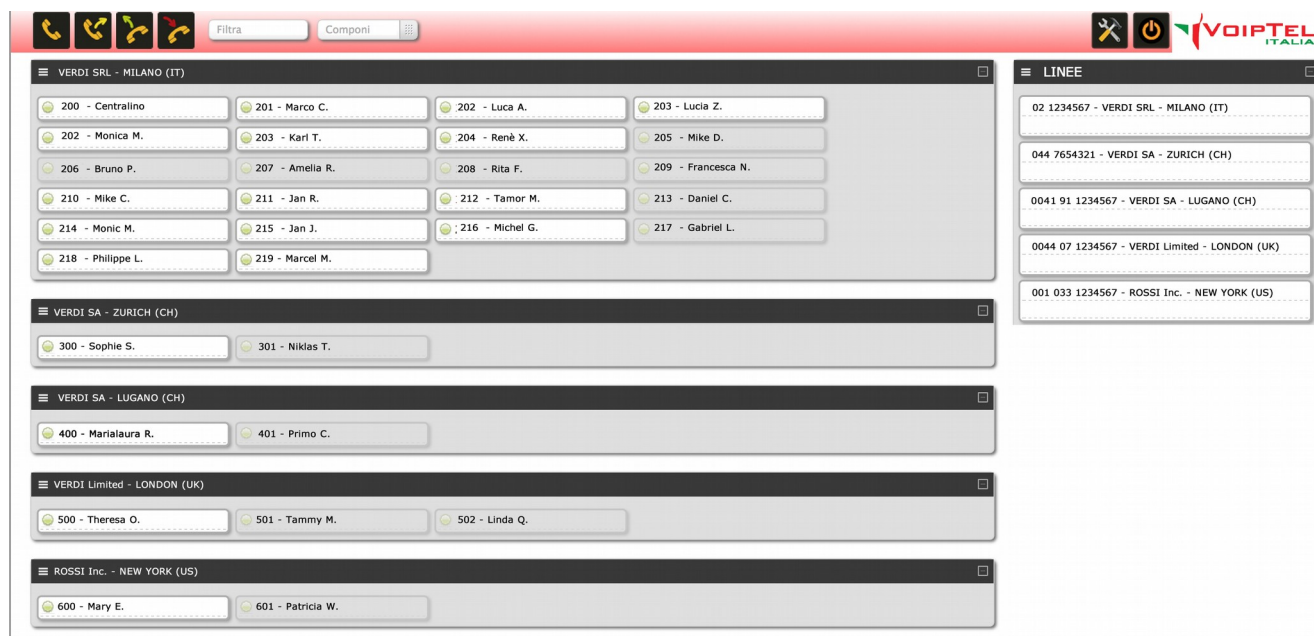 Filtra
Componi
VOIPTEL
ITALIA
VERDI SRL - MILANO (IT)
200 - Centralino
201 - Marco C.
202 - Luca A.
203 - Lucia Z.
202 - Monica M.
203 - Karl T.
204 - Renè X.
205 - Mike D.
206 - Bruno P.
207 - Amelia R.
208 - Rita F.
209 - Francesca N.
210 - Mike C.
211 - Jan R.
212 - Tamor M.
213 - Daniel C.
214 - Monic M.
215 - Jan J.
216 - Michel G.
217 - Gabriel L.
218 - Philippe L.
219 - Marcel M.
VERDI SA - ZURICH (CH)
300 - Sophie S.
301 - Niklas T.
VERDI SA - LUGANO (CH)
400 - Marialaura R.
401 - Primo C.
VERDI Limited - LONDON (UK)
500 - Theresa O.
501 - Tammy M.
502 - Linda Q.
ROSSI Inc. - NEW YORK (US)
600 - Mary E.
601 - Patricia W.
LINEE
02 1234567 - VERDI SRL - MILANO (IT)
044 7654321 - VERDI SA - ZURICH (CH)
0041 91 1234567 - VERDI SA - LUGANO (CH)
0044 07 1234567 - VERDI Limited - LONDON (UK)
001 033 1234567 - ROSSI Inc. - NEW YORK (US)